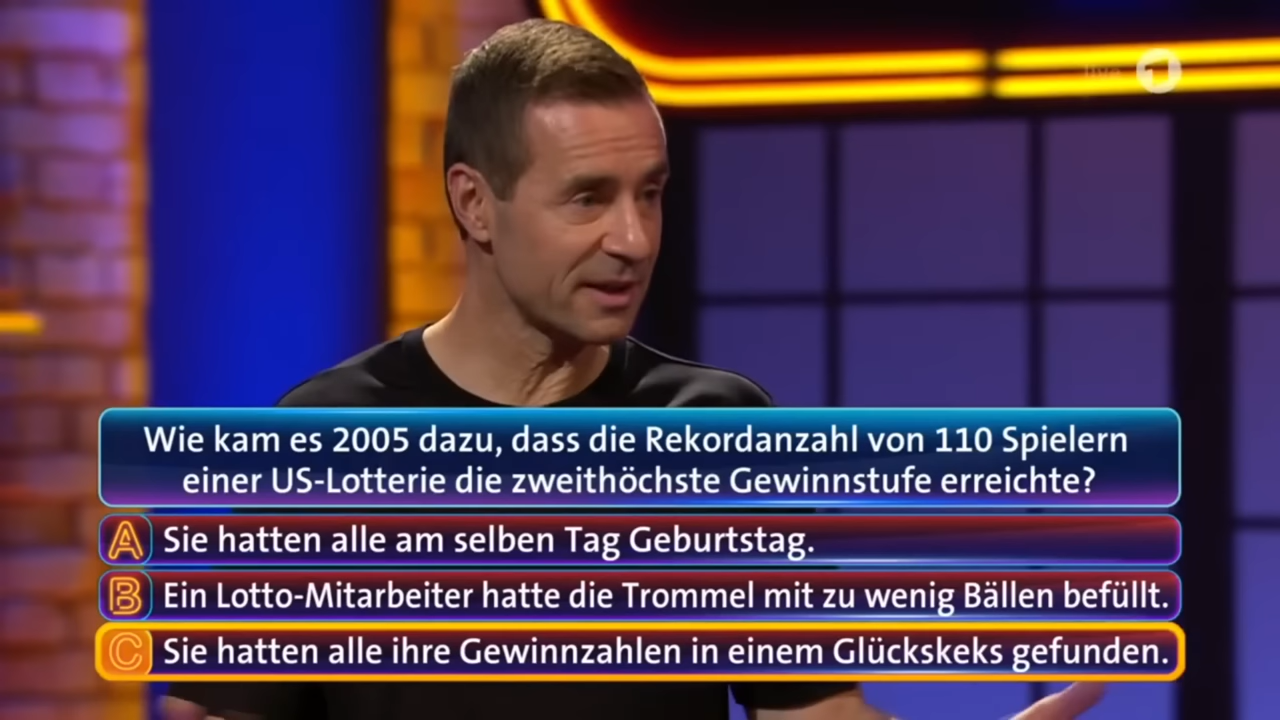 live 1
Wie kam es 2005 dazu, dass die Rekordanzahl von 110 Spielern
einer US-Lotterie die zweithöchste Gewinnstufe erreichte?
A Sie hatten alle am selben Tag Geburtstag.
B Ein Lotto-Mitarbeiter hatte die Trommel mit zu wenig Bällen befüllt.
C Sie hatten alle ihre Gewinnzahlen in einem Glückskeks gefunden.